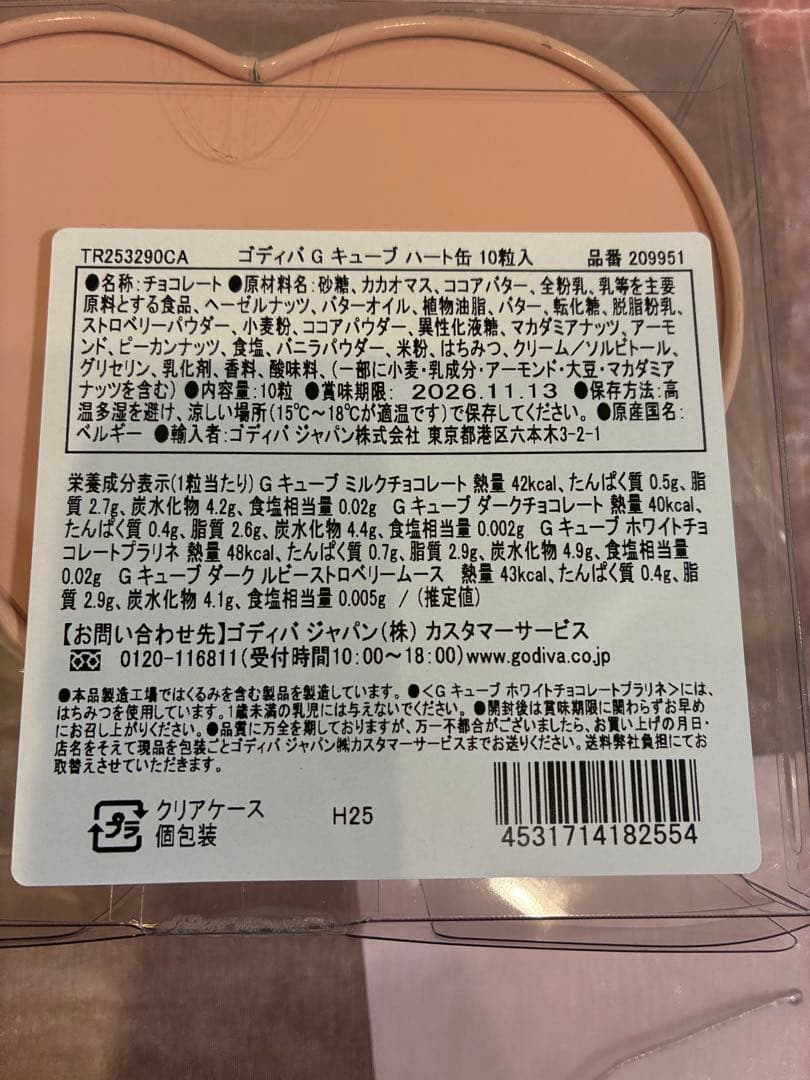 TR253290CA ゴディバ G キューブ ハート缶 10粒入 品番 209951
●名称:チョコレート ●原材料名:砂糖、カカオマス、ココアバター、全粉乳、乳等を主要
原料とする食品、ヘーゼルナッツ、バターオイル、植物油脂、バター、転化糖、脱脂粉乳、
ストロベリーパウダー、小麦粉、ココアパウダー、異性化液糖、マカダミアナッツ、アーモ
ンド、ピーカンナッツ、食塩、バニラパウダー、米粉、はちみつ、クリーム/ソルビトール、
グリセリン、乳化剤、香料、酸味料、(一部に小麦・乳成分・アーモンド・大豆・マカダミア
ナッツを含む) ●内容量:10粒 ●賞味期限: 2026.11.13 ●保存方法:高
温多湿を避け、涼しい場所(15℃～18℃が適温です)で保存してください。●原産国名:
ベルギー ●輸入者:ゴディバ ジャパン株式会社 東京都港区六本木3-2-1
栄養成分表示(1粒当たり) G キューブ ミルクチョコレート 熱量 42kcal、たんぱく質 0.5g、脂
質 2.7g、炭水化物 4.2g、食塩相当量 0.02g G キューブ ダークチョコレート 熱量 40kcal、
たんぱく質 0.4g、脂質 2.6g、炭水化物 4.4g、食塩相当量 0.002g G キューブ ホワイトチョ
コレートプラリネ 熱量 48kcal、たんぱく質 0.7g、脂質 2.9g、炭水化物 4.9g、食塩相当量
0.02g G キューブ ダーク ルビーストロベリームース 熱量 43kcal、たんぱく質 0.4g、脂
質 2.9g、炭水化物 4.1g、食塩相当量 0.005g / (推定値)
【お問い合わせ先】ゴディバ ジャパン(株) カスタマーサービス
0120-116811(受付時間10:00～18:00)www.godiva.co.jp
●本品製造工場ではくるみを含む製品を製造しています。●<G キューブ ホワイトチョコレートプラリネ>には、
はちみつを使用しています。1歳未満の乳児には与えないでください。●開封後は賞味期限に関わらずお早め
にお召し上がりください。●品質に万全を期しておりますが、万一不都合がございましたら、お買い上げの月日・
店名をそえて現品を包装ごとゴディバ ジャパン㈱カスタマーサービスまでお送りください。送料弊社負担にてお
取替えさせていただきます。
プラ クリアケース
個包装
H25
4531714182554